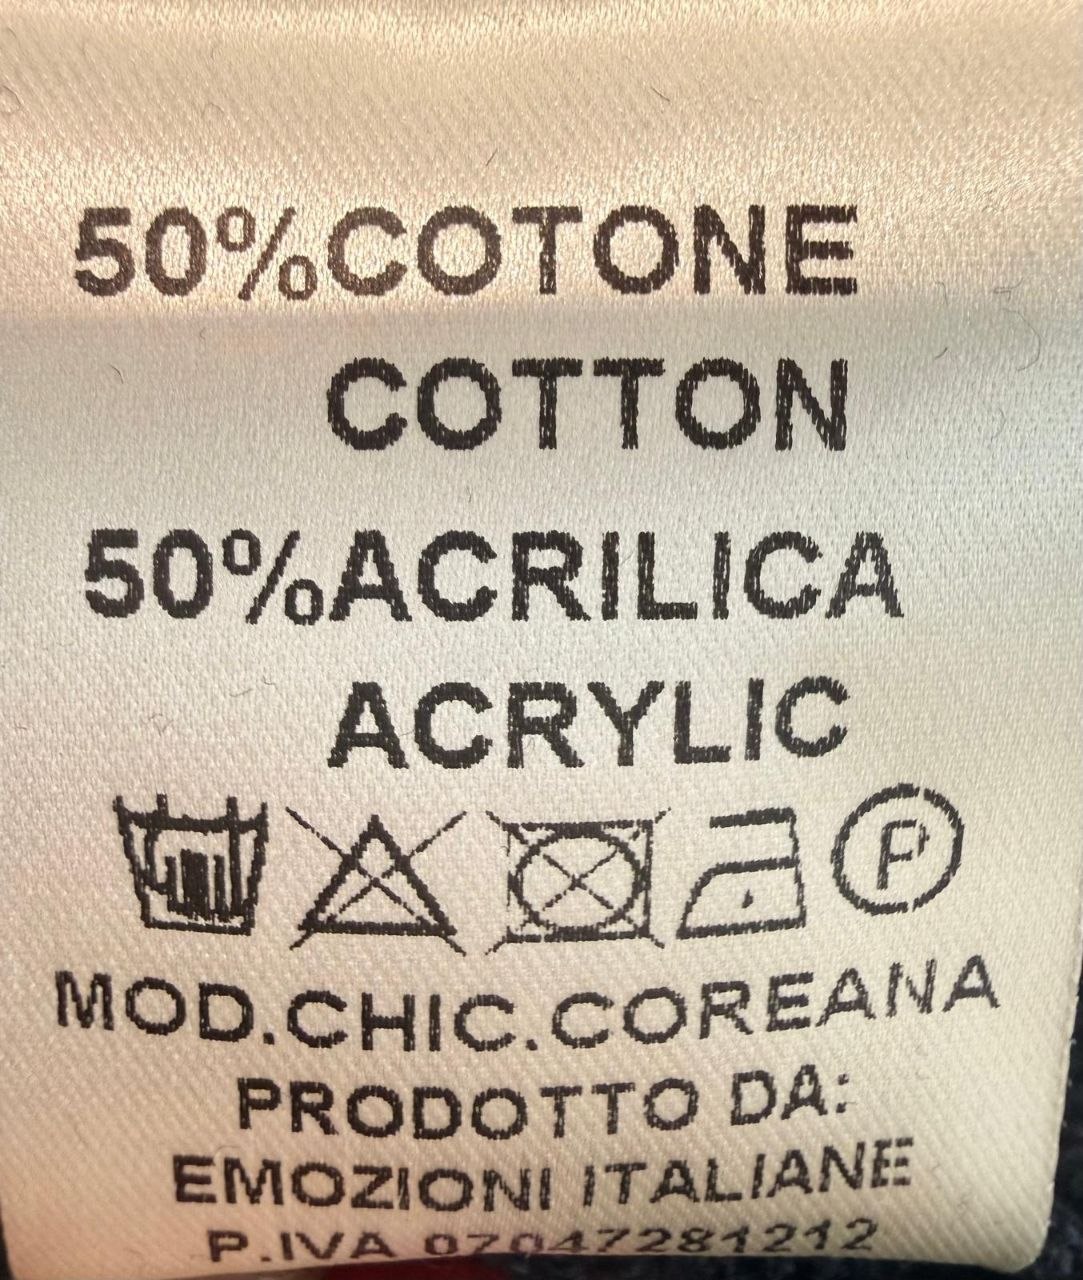 50%COTONE
COTTON
50%ACRILICA
ACRYLIC
P
MOD.CHIC.COREANA
PRODOTTO DA:
EMOZIONI ITALIANE
P.IVA 07047281212